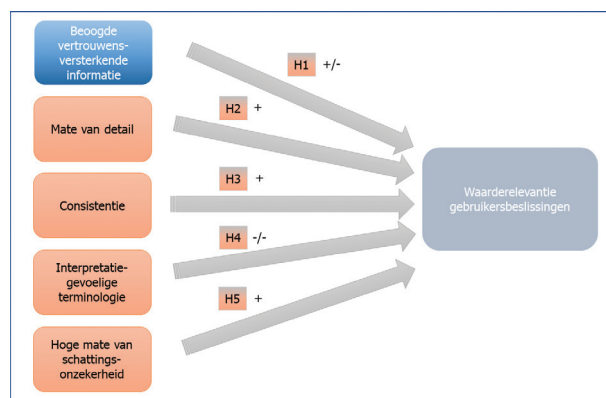 Beoogde
vertrouwens-
versterkende
informatie
H1 +/-
H2 +
Mate van detail
H3 +
Consistentie
Waarderelevantie
gebruikersbeslissingen
H4 -/-
Interpretatie-
gevoelige
terminologie
H5 +
Hoge mate van
schattings-
onzekerheid